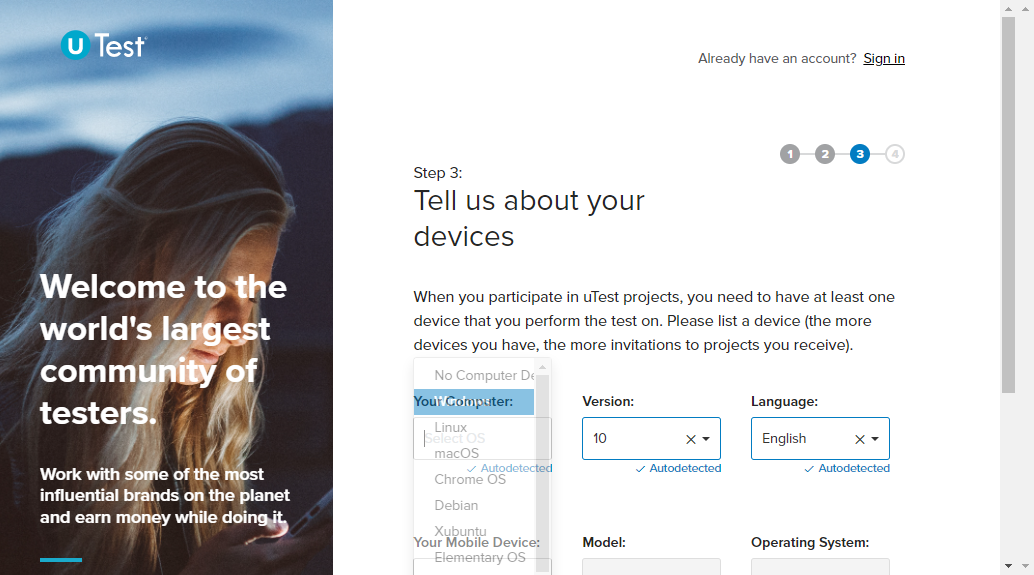 uTest
Already have an account? Sign in
1 2 3 4
Step 3:
Tell us about your
devices
Welcome to the
world's largest
community of
testers.
Work with some of the most
influential brands on the planet
and earn money while doing it.
When you participate in uTest projects, you need to have at least one
device that you perform the test on. Please list a device (the more
devices you have, the more invitations to projects you receive).
No Computer De
Your Computer:
Windows
Version:
Language:
Linux
Select OS
10
English
macOS
Autodetected
Autodetected
Autodetected
Chrome OS
Debian
Xubuntu
Your Mobile Device:
Model:
Operating System:
Elementary OS